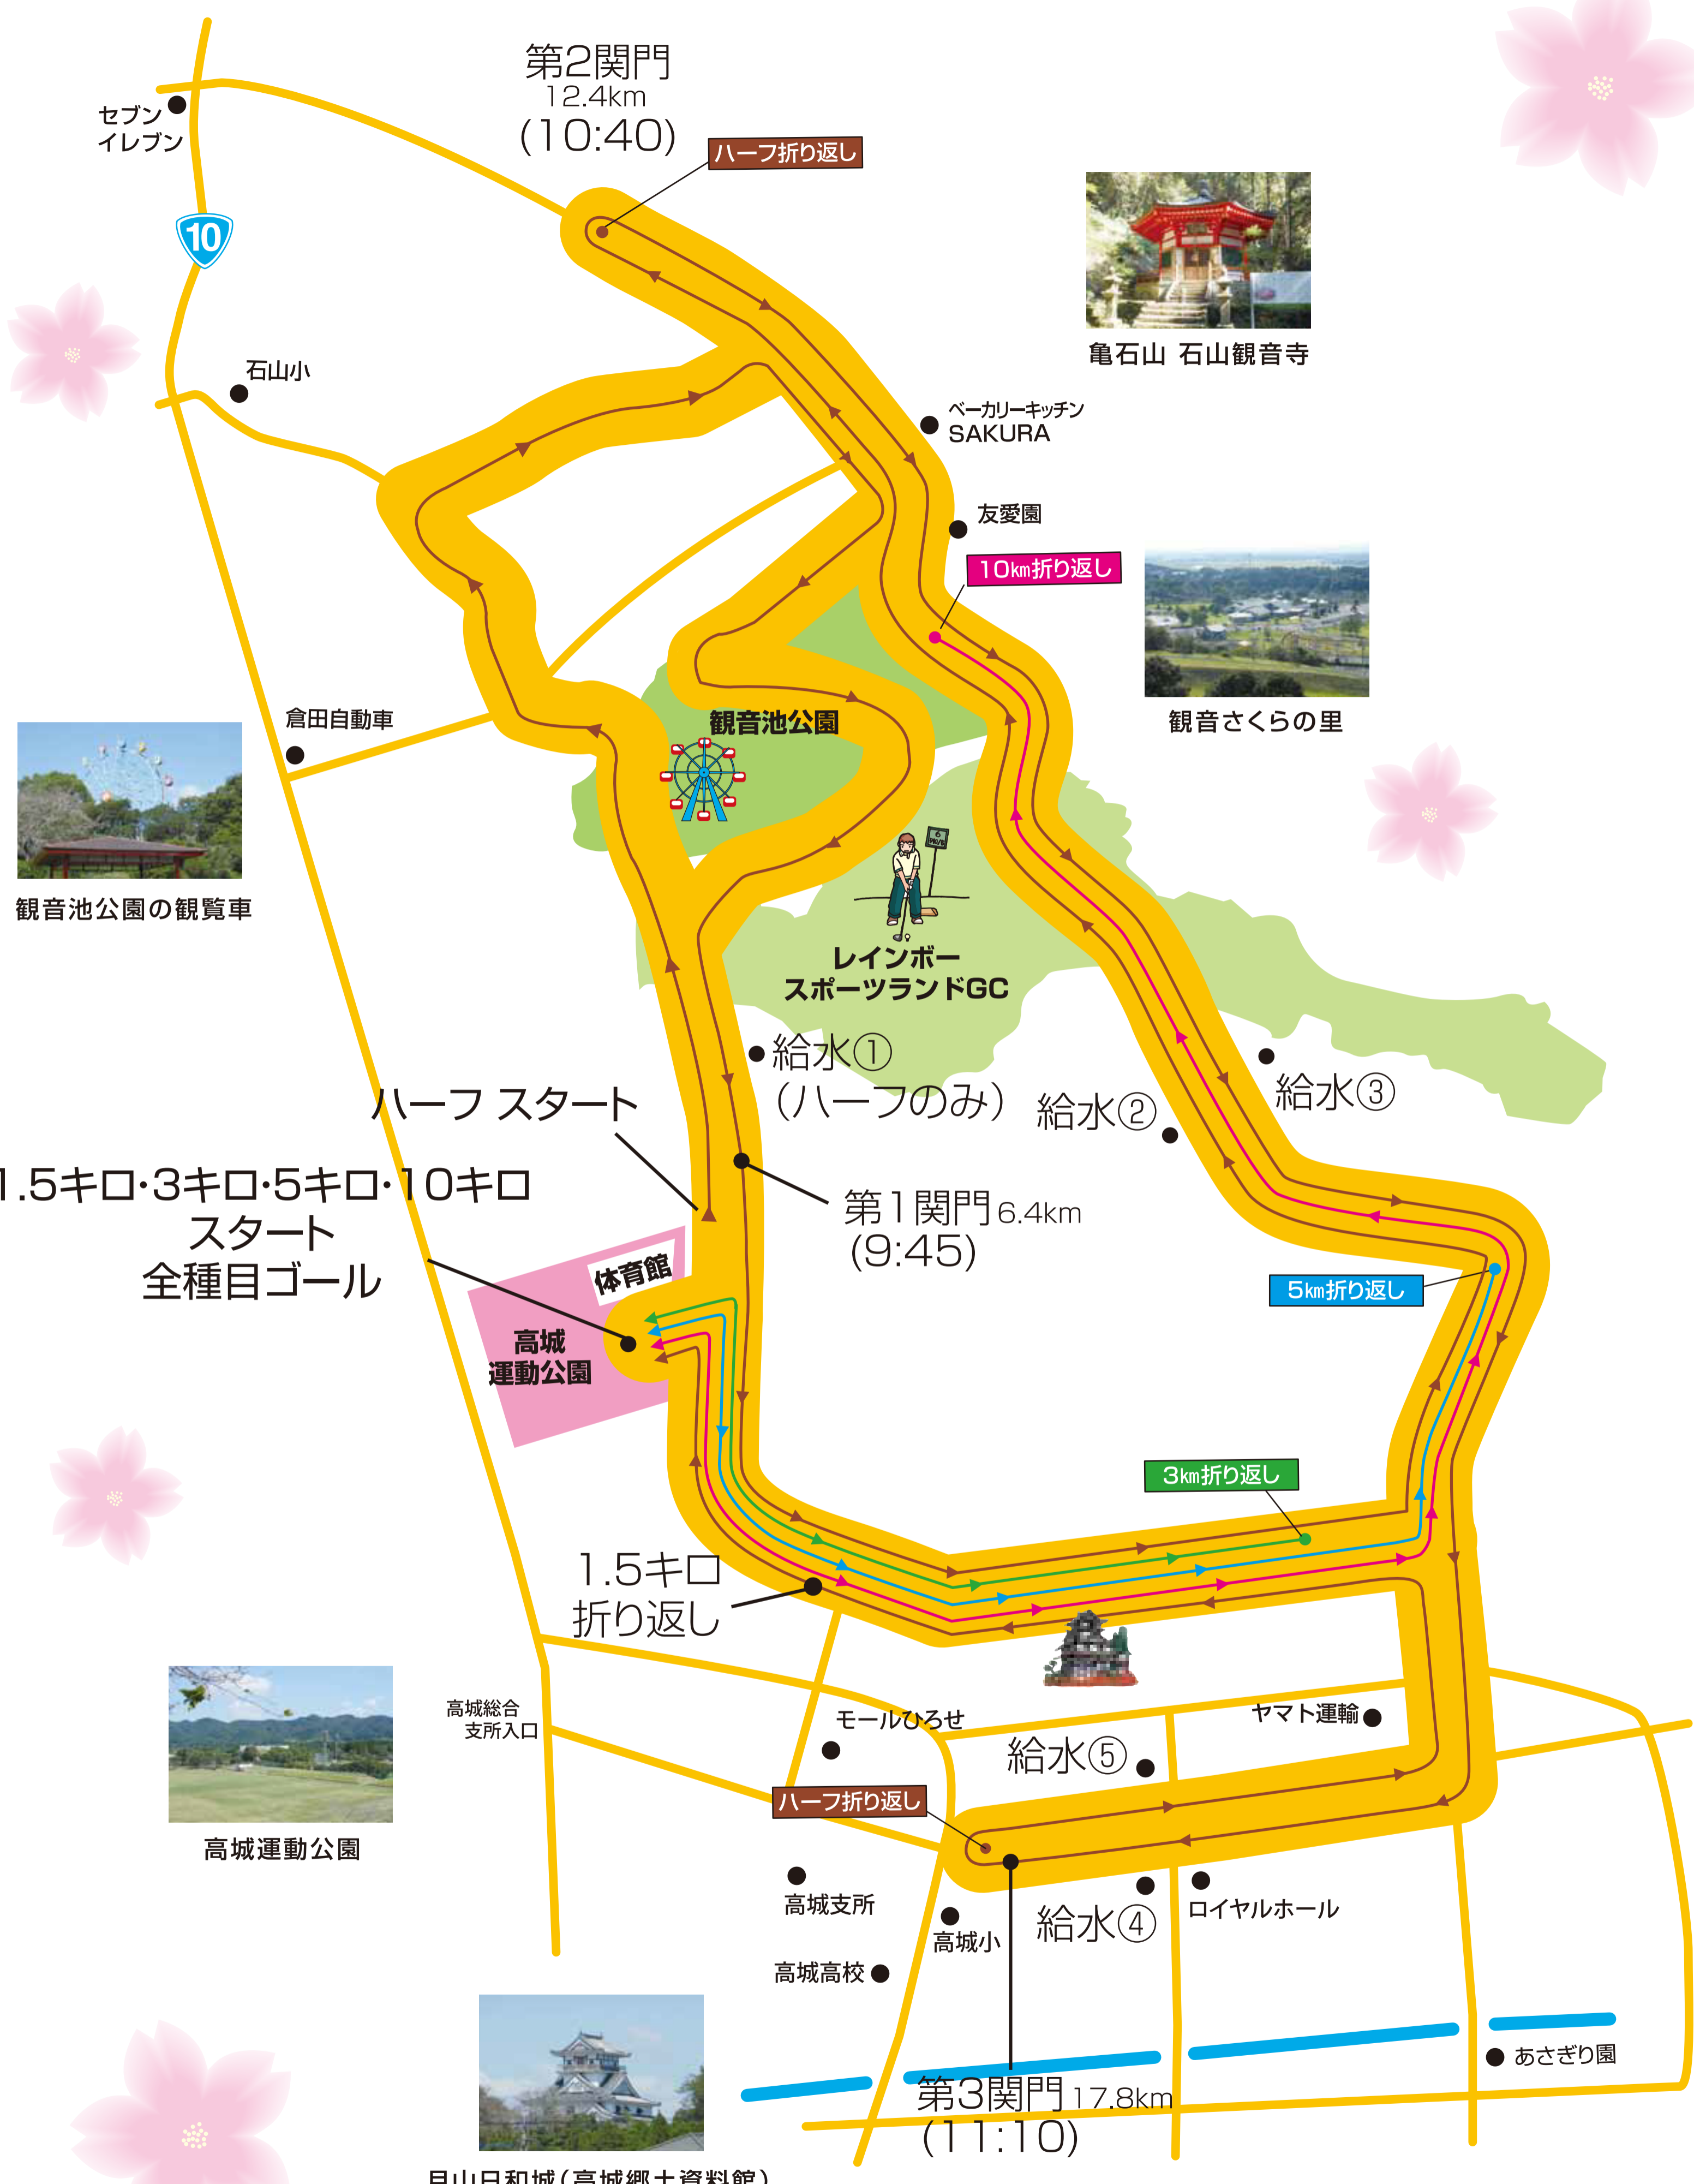 第2関門
12.4km
(10:40)
ハーフ折り返し
セブン
イレブン
10
石山小
亀石山 石山観音寺
ベーカリーキッチン
SAKURA
友愛園
10km折り返し
観音さくらの里
倉田自動車
観音池公園
観音池公園の観覧車
レインボー
スポーツランドGC
給水①
(ハーフのみ)
給水②
給水③
ハーフ スタート
1.5キロ・3キロ・5キロ・10キロ
スタート
全種目ゴール
第1関門 6.4km
(9:45)
体育館
高城
運動公園
5km折り返し
3km折り返し
1.5キロ
折り返し
高城総合
支所入口
モールひろせ
ヤマト運輸
給水⑤
ハーフ折り返し
高城運動公園
高城支所
高城小
給水④
ロイヤルホール
高城高校
あさぎり園
第3関門 17.8km
(11:10)
月山日和城(高城郷土資料館)